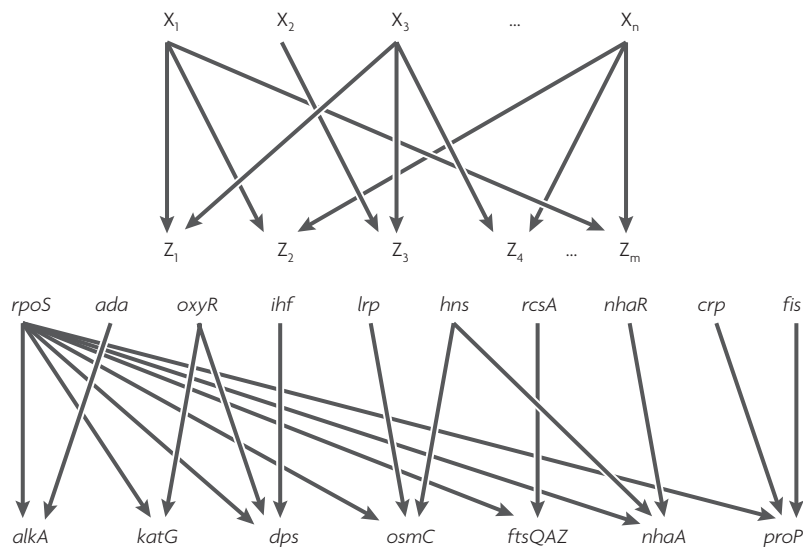 X₁ X₂ X₃ ... Xₙ
Z₁ Z₂ Z₃ Z₄ ... Zₘ
rpoS ada oxyR ihf lrp hns rcsA nhaR crp fis
alkA katG dps osmC ftsQAZ nhaA proP